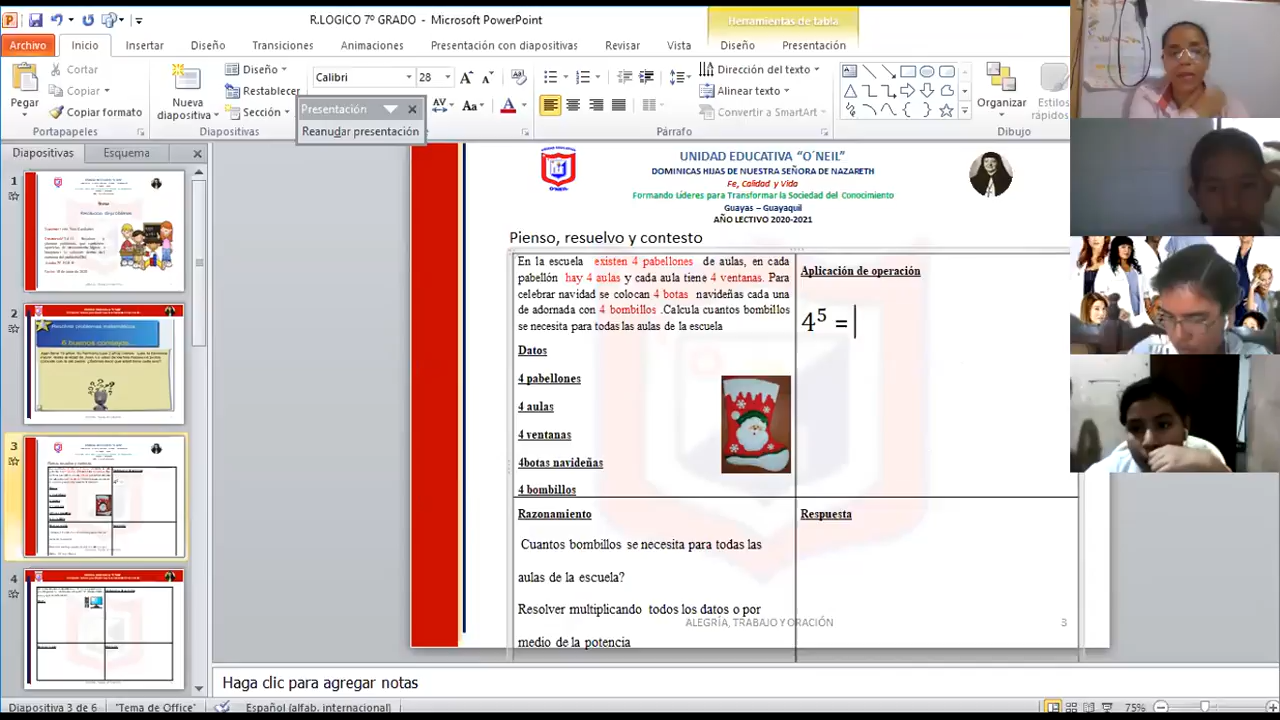 R.LOGICO 7º GRADO - Microsoft PowerPoint
Herramientas de tabla
Archivo
Inicio
Insertar
Diseño
Transiciones
Animaciones
Presentación con diapositivas
Revisar
Vista
Diseño
Presentación
Pegar
Cortar
Copiar
Copiar formato
Portapapeles
Nueva
diapositiva
Diseño
Restablecer
Sección
Diapositivas
Calibri
28
Presentación
Reanudar presentación
Dirección del texto
Alinear texto
Convertir a SmartArt
Párrafo
Organizar
Estilos
rápidos
Dibujo
Diapositivas
Esquema
1
2
3
4
UNIDAD EDUCATIVA “O´NEIL”
DOMINICAS HIJAS DE NUESTRA SEÑORA DE NAZARETH
Fe, Calidad y Vida
Formando Líderes para Transformar la Sociedad del Conocimiento
Guayas – Guayaquil
AÑO LECTIVO 2020-2021
Pienso, resuelvo y contesto
En la escuela existen 4 pabellones de aulas, en cada
pabellón hay 4 aulas y cada aula tiene 4 ventanas. Para
celebrar navidad se colocan 4 botas navideñas cada una
de adornada con 4 bombillos .Calcula cuantos bombillos
se necesita para todas las aulas de la escuela
Datos
4 pabellones
4 aulas
4 ventanas
4botas navideñas
4 bombillos
Aplicación de operación
4⁵ =
Razonamiento
Cuantos bombillos se necesita para todas las
aulas de la escuela?
Resolver multiplicando todos los datos o por
medio de la potencia
Respuesta
ALEGRÍA, TRABAJO Y ORACIÓN
3
Haga clic para agregar notas
Diapositiva 3 de 6
"Tema de Office"
Español (alfab. internacional)
75%